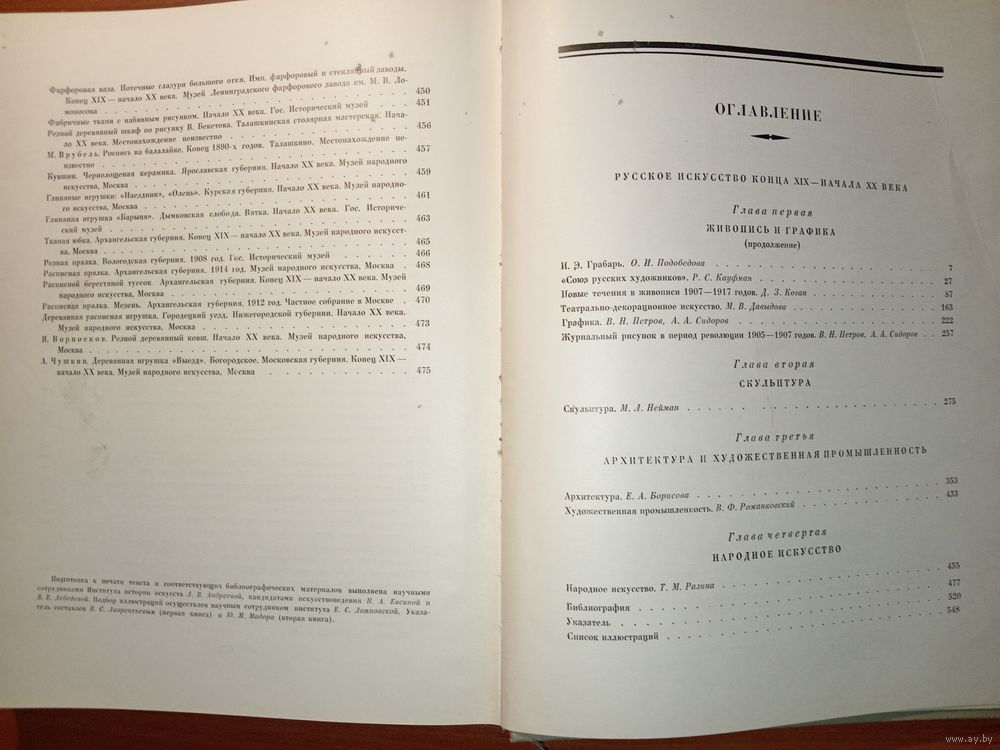 Фарфоровая ваза. Потечные глазури большого огня. Имп. фарфоровый и стеклянный заводы.
Конец XIX — начало XX века. Музей Ленинградского фарфорового завода им. М. В. Ло-
моносова . . . 450
Фабричные ткани с набивным рисунком. Начало XX века. Гос. Исторический музей . . . 451
Резной деревянный шкаф по рисунку В. Бекетова. Талашкинская столярная мастерская. Нача-
ло XX века. Местонахождение неизвестно . . . 456
М. Врубель. Роспись на балалайке. Конец 1890-х годов. Талашкино. Местонахождение не-
известно . . . 457
Кувшин. Чернолощеная керамика. Ярославская губерния. Начало XX века. Музей народного
искусства, Москва . . . 459
Глиняные игрушки: «Наездник», «Олень». Курская губерния. Начало XX века. Музей народно-
го искусства, Москва . . . 461
Глиняная игрушка «Барыня». Дымковская слобода. Вятка. Начало XX века. Гос. Историче-
ский музей . . . 463
Тканая юбка. Архангельская губерния. Конец XIX — начало XX века. Музей народного искусст-
ва, Москва . . . 465
Резная прялка. Вологодская губерния. 1908 год. Гос. Исторический музей . . . 466
Расписная прялка. Архангельская губерния. 1914 год. Музей народного искусства, Москва . 468
Расписной берестяной туесок. Архангельская губерния. Конец XIX — начало XX века. Музей
народного искусства, Москва . . . 469
Расписная прялка. Мезень. Архангельская губерния. 1912 год. Частное собрание в Москве . 470
Деревянная расписная игрушка. Городецкий уезд. Нижегородской губернии. Начало XX века.
Музей народного искусства, Москва . . . 473
В. Ворносков. Резной деревянный ковш. Начало XX века. Музей народного искусства,
Москва . . . 474
А. Чушкин. Деревянная игрушка «Выезд». Богородское. Московская губерния. Конец XIX —
начало XX века. Музей народного искусства, Москва . . . 475
Подготовка к печати текста и соответствующих библиографических материалов выполнена научными
сотрудниками Института истории искусств Л. В. Андреевой, кандидатами искусствоведения Н. А. Евсиной и
В. Е. Лебедевой. Подбор иллюстраций осуществлен научным сотрудником института Е. С. Ломповской. Указа-
тель составлен В. С. Лаврентьевым (первая книга) и Ю. М. Мадора (вторая книга).
ОГЛАВЛЕНИЕ
РУССКОЕ ИСКУССТВО КОНЦА XIX—НАЧАЛА XX ВЕКА
Глава первая
ЖИВОПИСЬ И ГРАФИКА
(продолжение)
И. Э. Грабарь. О. И. Подобедова . . . 7
«Союз русских художников». Р. С. Кауфман . . . 27
Новые течения в живописи 1907—1917 годов. Д. З. Коган . . . 87
Театрально-декорационное искусство. М. В. Давыдова . . . 163
Графика. В. Н. Петров, А. А. Сидоров . . . 222
Журнальный рисунок в период революции 1905—1907 годов. В. Н. Петров, А. А. Сидоров . . 257
Глава вторая
СКУЛЬПТУРА
Скульптура. М. Л. Нейман . . . 275
Глава третья
АРХИТЕКТУРА И ХУДОЖЕСТВЕННАЯ ПРОМЫШЛЕННОСТЬ
Архитектура. Е. А. Борисова . . . 353
Художественная промышленность. В. Ф. Рожанковский . . . 433
Глава четвертая
НАРОДНОЕ ИСКУССТВО
Народное искусство. Т. М. Разина . . . 455
Библиография . . . 477
Указатель . . . 520
Список иллюстраций . . . 548
www.ay.by